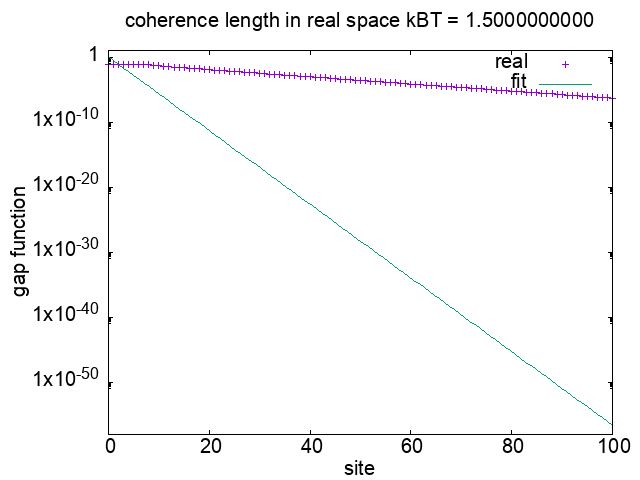 coherence length in real space kBT = 1.5000000000
real
fit
1
1x10^-10
1x10^-20
1x10^-30
1x10^-40
1x10^-50
gap function
0 20 40 60 80 100
site